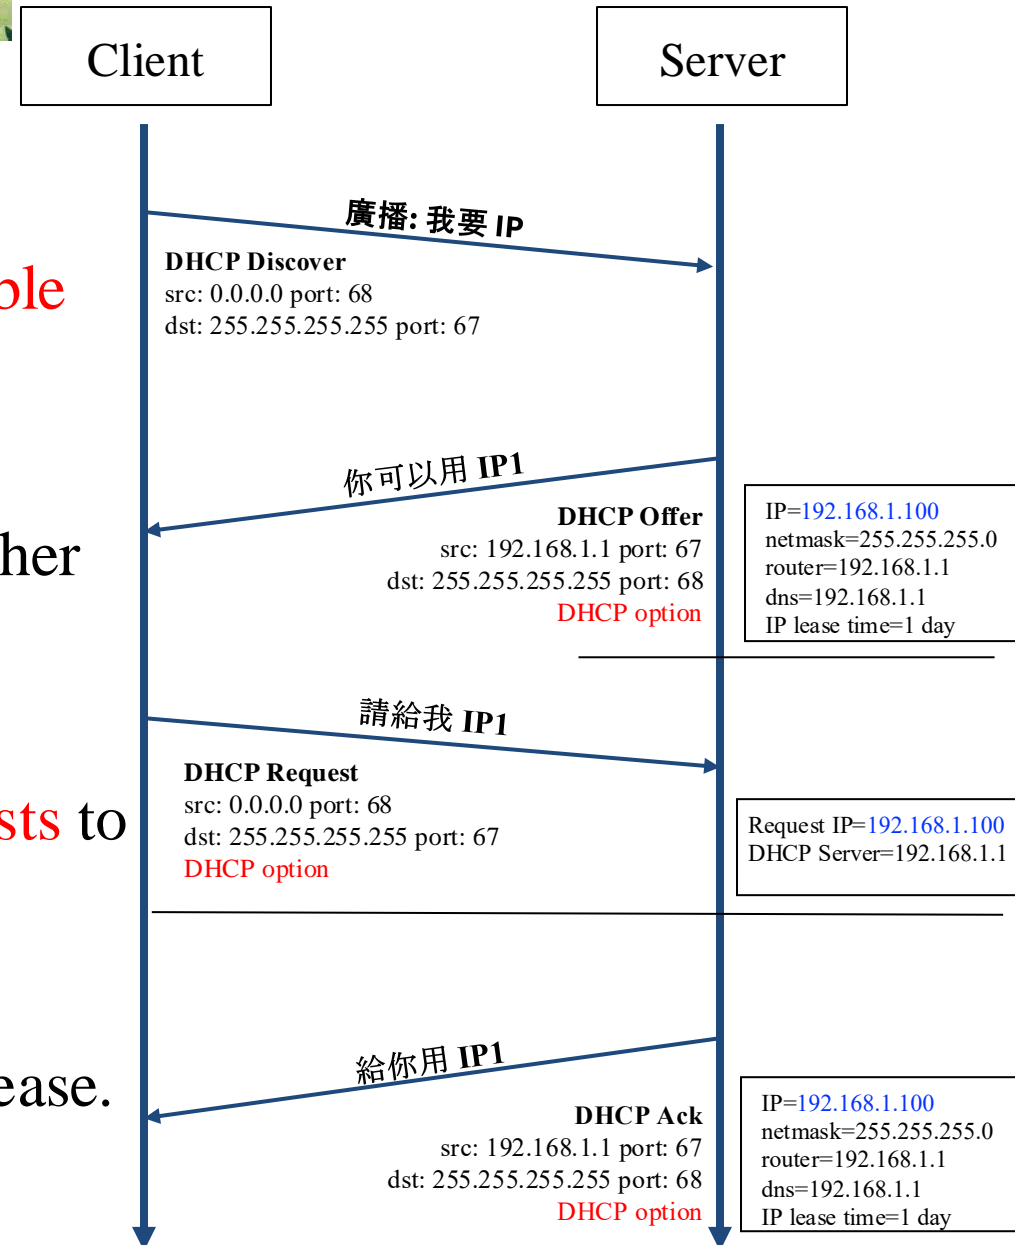 Client
Server
廣播: 我要 IP
DHCP Discover
src: 0.0.0.0 port: 68
dst: 255.255.255.255 port: 67
ble
你可以用 IP1
DHCP Offer
src: 192.168.1.1 port: 67
dst: 255.255.255.255 port: 68
DHCP option
IP=192.168.1.100
netmask=255.255.255.0
router=192.168.1.1
dns=192.168.1.1
IP lease time=1 day
her
請給我 IP1
DHCP Request
src: 0.0.0.0 port: 68
dst: 255.255.255.255 port: 67
DHCP option
sts to
Request IP=192.168.1.100
DHCP Server=192.168.1.1
給你用 IP1
ease.
DHCP Ack
src: 192.168.1.1 port: 67
dst: 255.255.255.255 port: 68
DHCP option
IP=192.168.1.100
netmask=255.255.255.0
router=192.168.1.1
dns=192.168.1.1
IP lease time=1 day